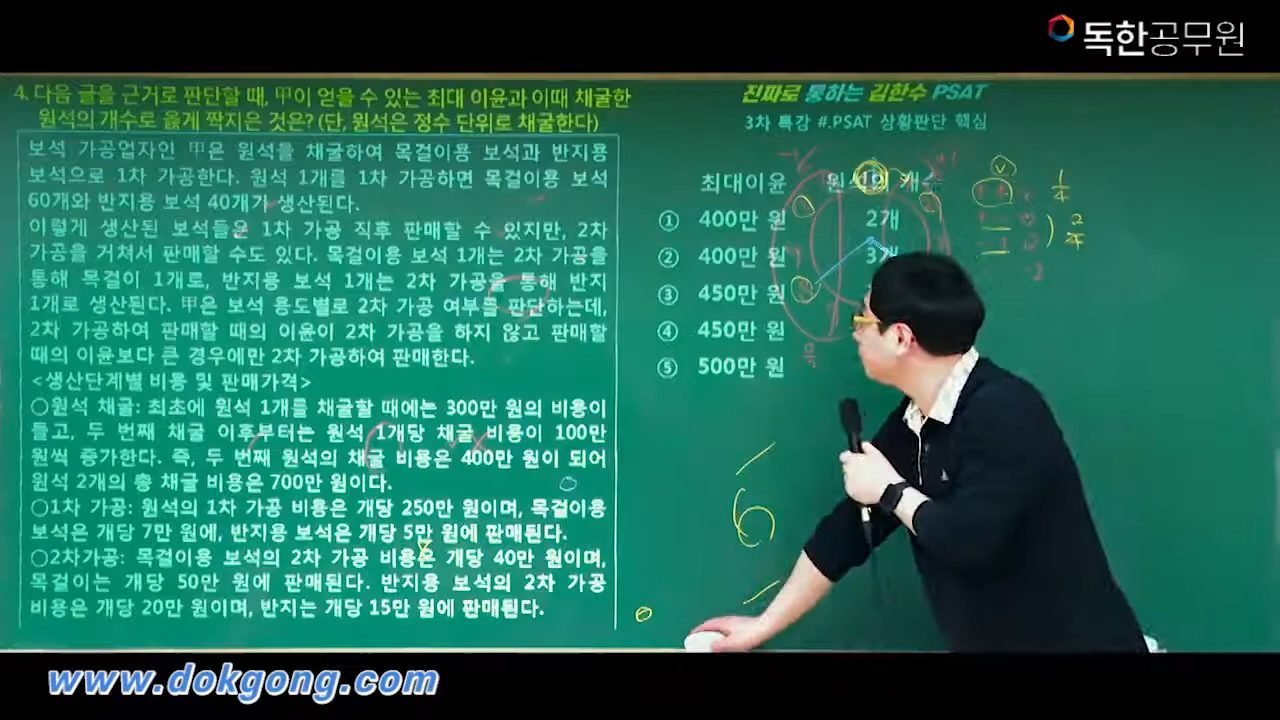 독한공무원
4. 다음 글을 근거로 판단할 때, 甲이 얻을 수 있는 최대 이윤과 이때 채굴한
원석의 개수로 옳게 짝지은 것은? (단, 원석은 정수 단위로 채굴한다)
보석 가공업자인 甲은 원석을 채굴하여 목걸이용 보석과 반지용
보석으로 1차 가공한다. 원석 1개를 1차 가공하면 목걸이용 보석
60개와 반지용 보석 40개가 생산된다.
이렇게 생산된 보석들은 1차 가공 직후 판매할 수 있지만, 2차
가공을 거쳐서 판매할 수도 있다. 목걸이용 보석 1개는 2차 가공을
통해 목걸이 1개로, 반지용 보석 1개는 2차 가공을 통해 반지
1개로 생산된다. 甲은 보석 용도별로 2차 가공 여부를 판단하는데,
2차 가공하여 판매할 때의 이윤이 2차 가공을 하지 않고 판매할
때의 이윤보다 큰 경우에만 2차 가공하여 판매한다.
<생산단계별 비용 및 판매가격>
○원석 채굴: 최초에 원석 1개를 채굴할 때에는 300만 원의 비용이
들고, 두 번째 채굴 이후부터는 원석 1개당 채굴 비용이 100만
원씩 증가한다. 즉, 두 번째 원석의 채굴 비용은 400만 원이 되어
원석 2개의 총 채굴 비용은 700만 원이다.
○1차 가공: 원석의 1차 가공 비용은 개당 250만 원이며, 목걸이용
보석은 개당 7만 원에, 반지용 보석은 개당 5만 원에 판매된다.
○2차가공: 목걸이용 보석의 2차 가공 비용은 개당 40만 원이며,
목걸이는 개당 50만 원에 판매된다. 반지용 보석의 2차 가공
비용은 개당 20만 원이며, 반지는 개당 15만 원에 판매된다.
진짜로 통하는 김한수 PSAT
3차 특강 #.PSAT 상황판단 핵심
최대이윤 원석의 개수
① 400만 원 2개
② 400만 원 3개
③ 450만 원
④ 450만 원
⑤ 500만 원
1/4
2/4
6
www.dokgong.com